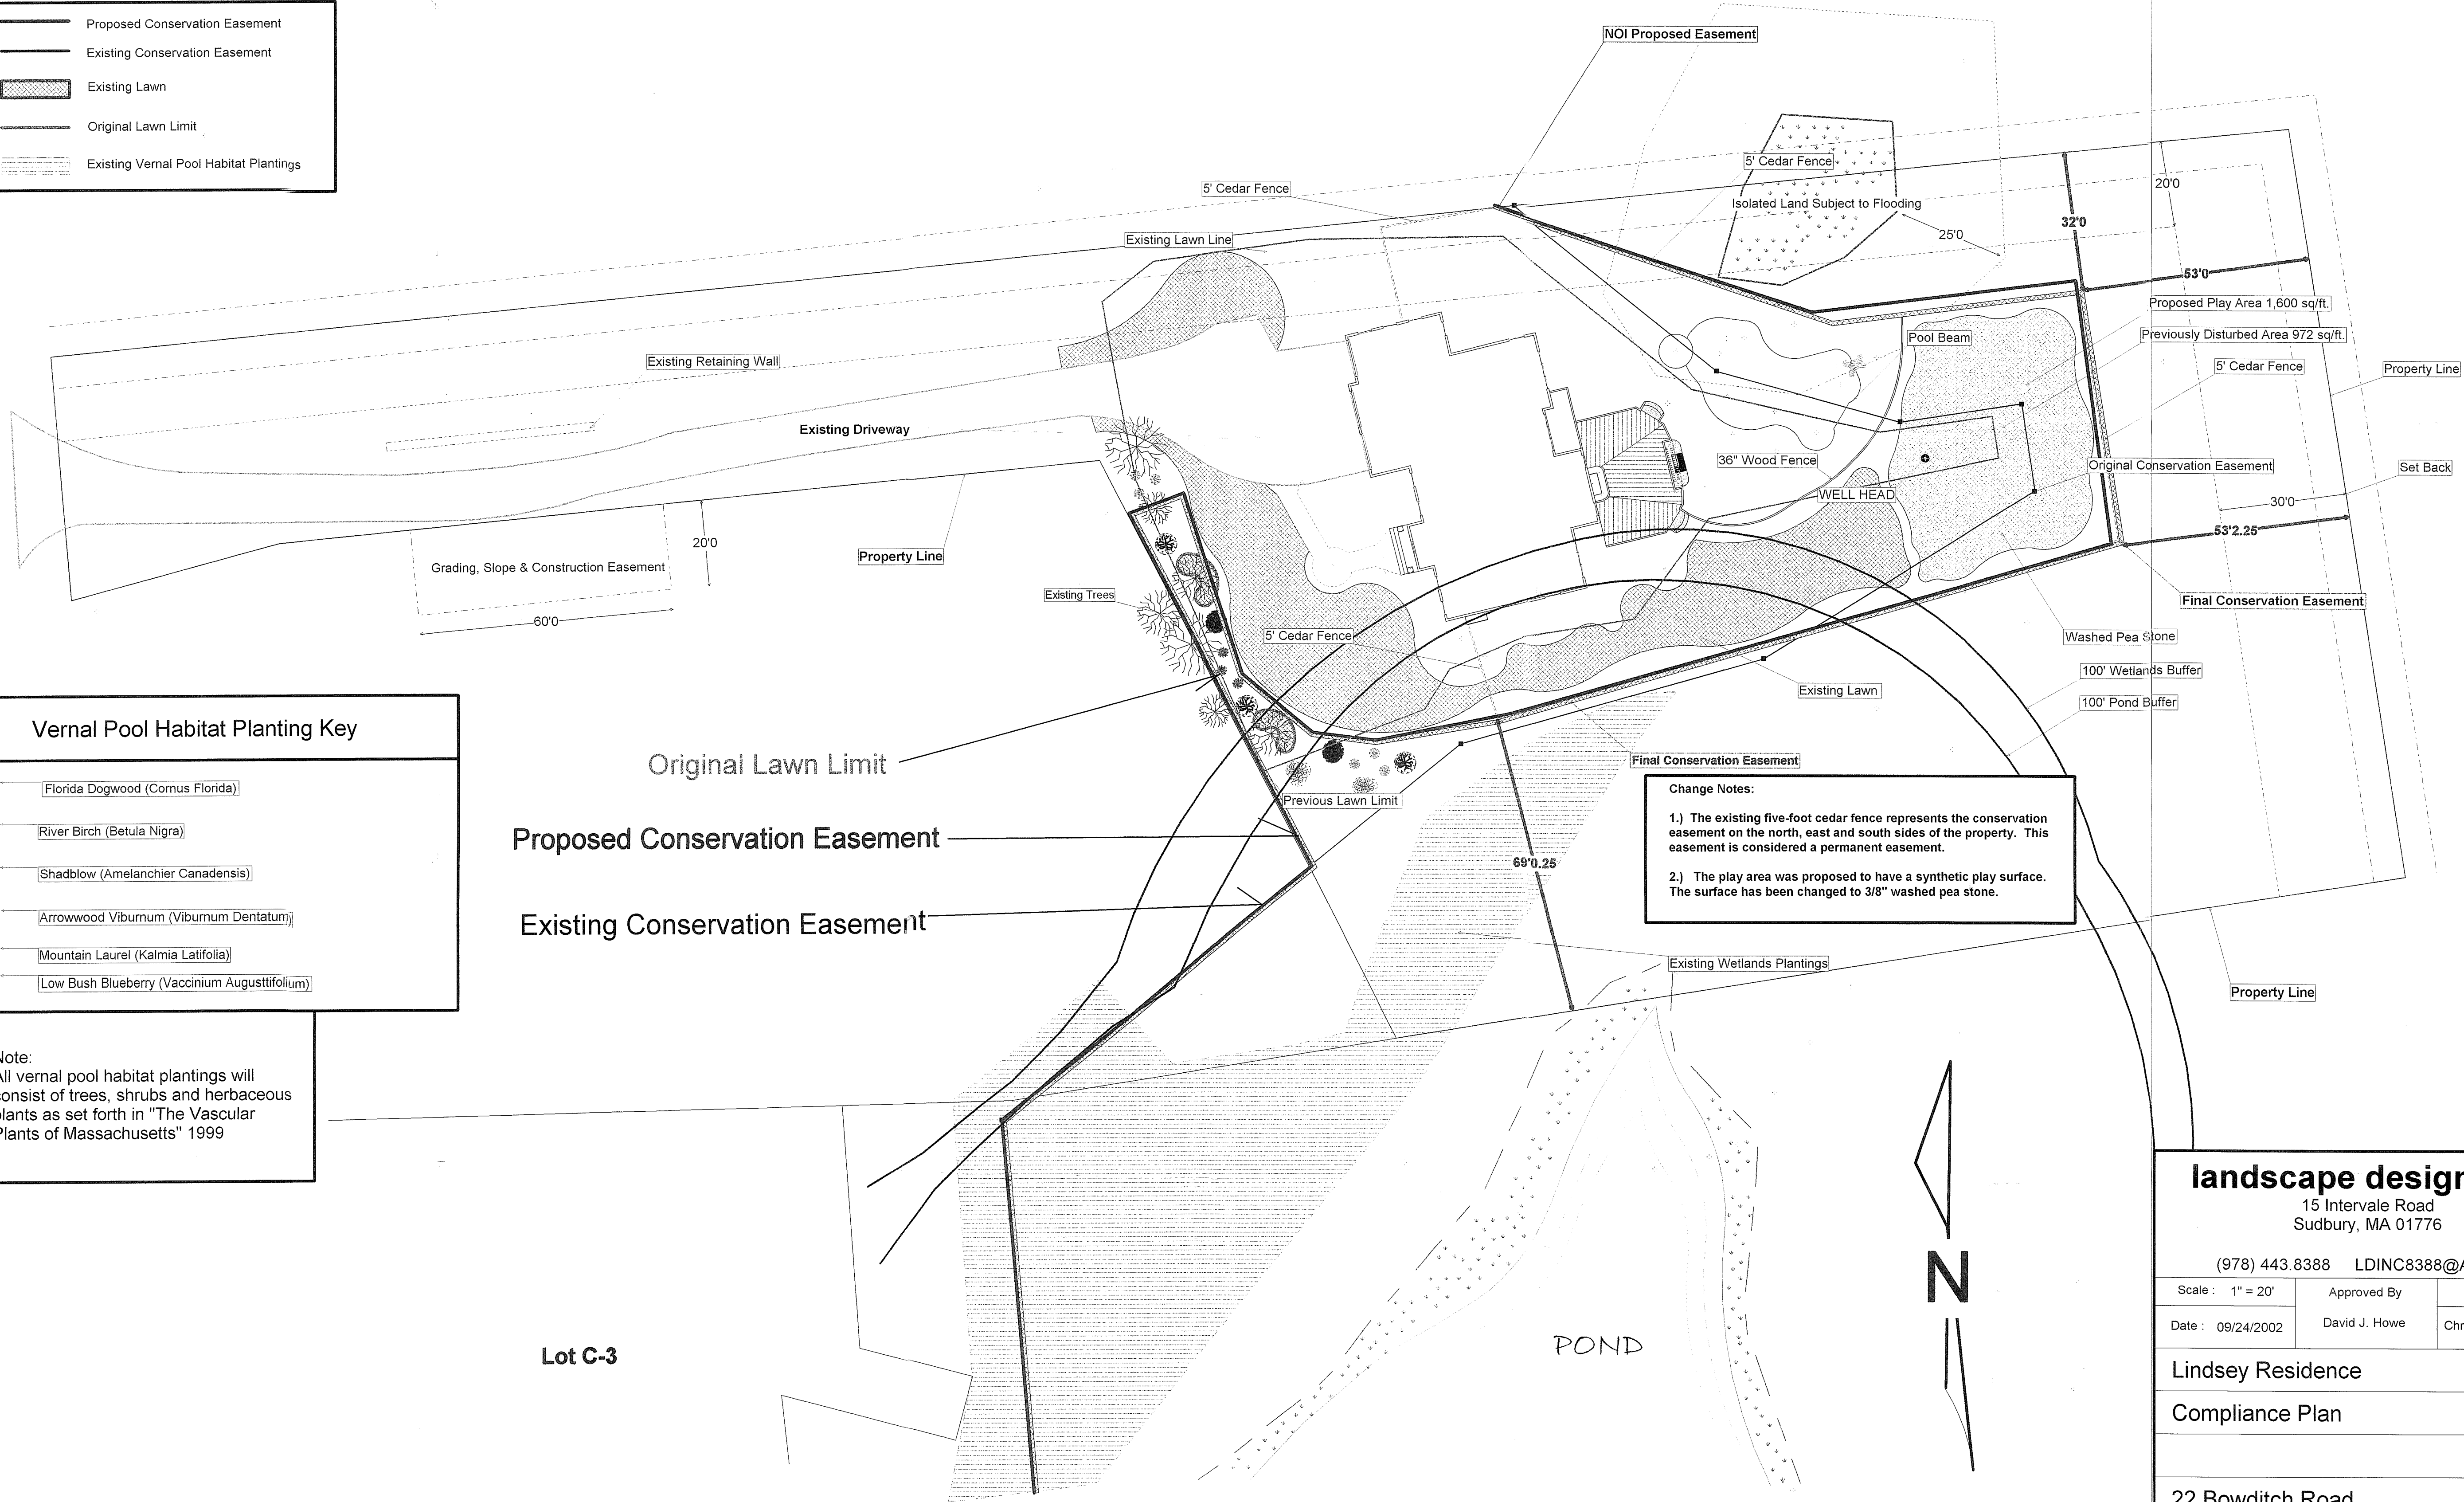 Proposed Conservation Easement
Existing Conservation Easement
Existing Lawn
Original Lawn Limit
Existing Vernal Pool Habitat Plantings
NOI Proposed Easement
5' Cedar Fence
5' Cedar Fence
Isolated Land Subject to Flooding
25'0
32'0
20'0
53'0
Existing Lawn Line
Proposed Play Area 1,600 sq/ft.
Previously Disturbed Area 972 sq/ft.
Pool Beam
5' Cedar Fence
Property Line
Existing Retaining Wall
Existing Driveway
36" Wood Fence
Original Conservation Easement
Set Back
WELL HEAD
30'0
53'2.25
20'0
Property Line
Grading, Slope & Construction Easement
60'0
Existing Trees
5' Cedar Fence
Final Conservation Easement
Washed Pea Stone
100' Wetlands Buffer
Existing Lawn
100' Pond Buffer
Vernal Pool Habitat Planting Key
Florida Dogwood (Cornus Florida)
River Birch (Betula Nigra)
Shadblow (Amelanchier Canadensis)
Arrowwood Viburnum (Viburnum Dentatum)
Mountain Laurel (Kalmia Latifolia)
Low Bush Blueberry (Vaccinium Augusttifolium)
Original Lawn Limit
Final Conservation Easement
Previous Lawn Limit
Proposed Conservation Easement
69'0.25
Existing Conservation Easement
Change Notes:
1.) The existing five-foot cedar fence represents the conservation
easement on the north, east and south sides of the property. This
easement is considered a permanent easement.
2.) The play area was proposed to have a synthetic play surface.
The surface has been changed to 3/8" washed pea stone.
Existing Wetlands Plantings
Property Line
Note:
All vernal pool habitat plantings will
consist of trees, shrubs and herbaceous
plants as set forth in "The Vascular
Plants of Massachusetts" 1999
Lot C-3
POND
N
landscape design
15 Intervale Road
Sudbury, MA 01776
(978) 443.8388 LDINC8388@A
Scale : 1" = 20'
Approved By
Date : 09/24/2002
David J. Howe
Chr
Lindsey Residence
Compliance Plan
22 Bowditch Road